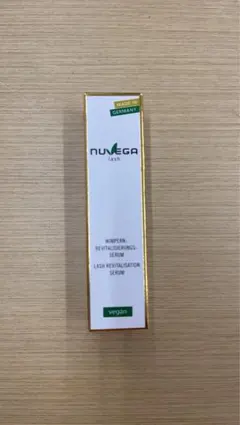 MADE IN
GERMANY
NUVEGA
lash
WIMPERN-
REVITALISIERUNGS-
SERUM
LASH REVITALISATION
SERUM
vegan